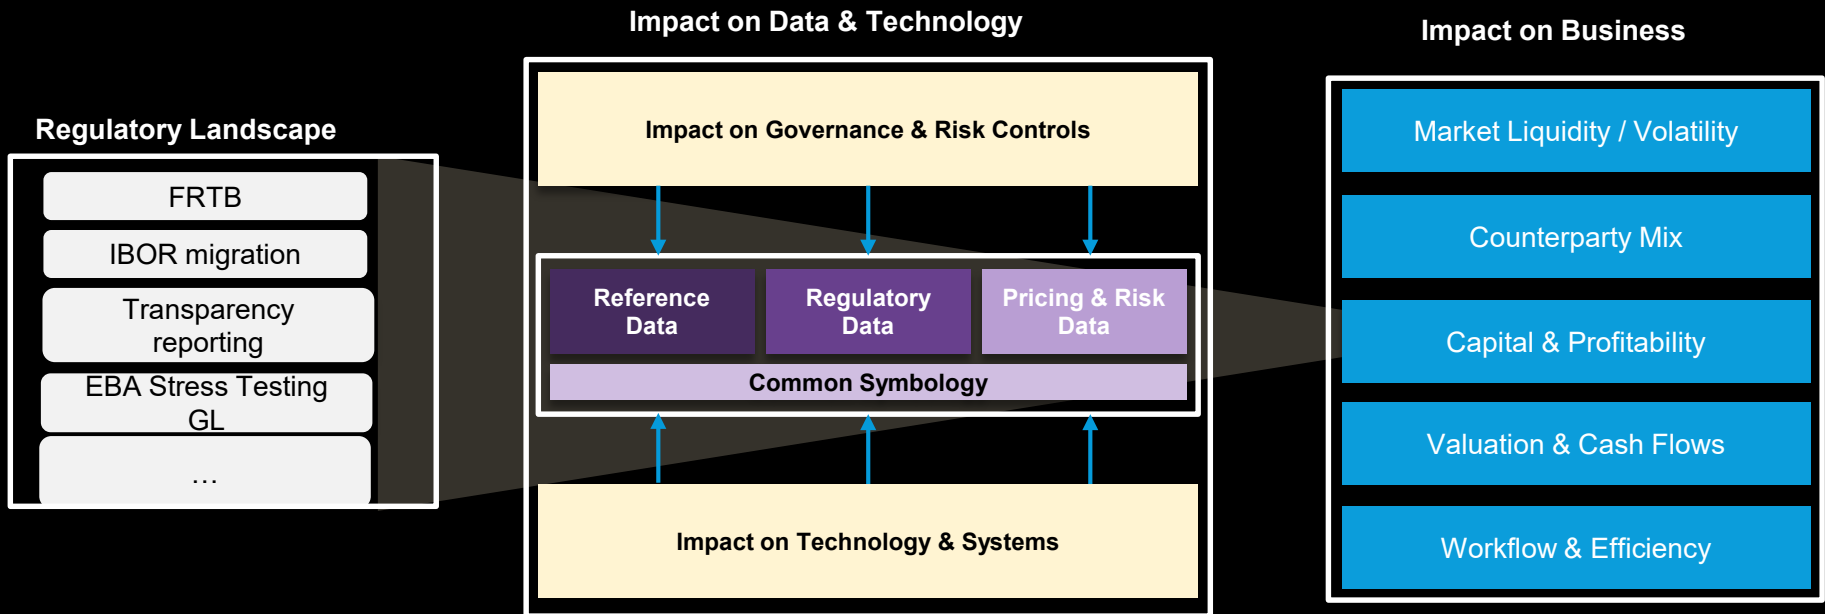 Impact on Data & Technology
Impact on Business
Regulatory Landscape
FRTB
IBOR migration
Transparency
reporting
EBA Stress Testing
GL
…
Impact on Governance & Risk Controls
Reference
Data
Regulatory
Data
Pricing & Risk
Data
Common Symbology
Impact on Technology & Systems
Market Liquidity / Volatility
Counterparty Mix
Capital & Profitability
Valuation & Cash Flows
Workflow & Efficiency